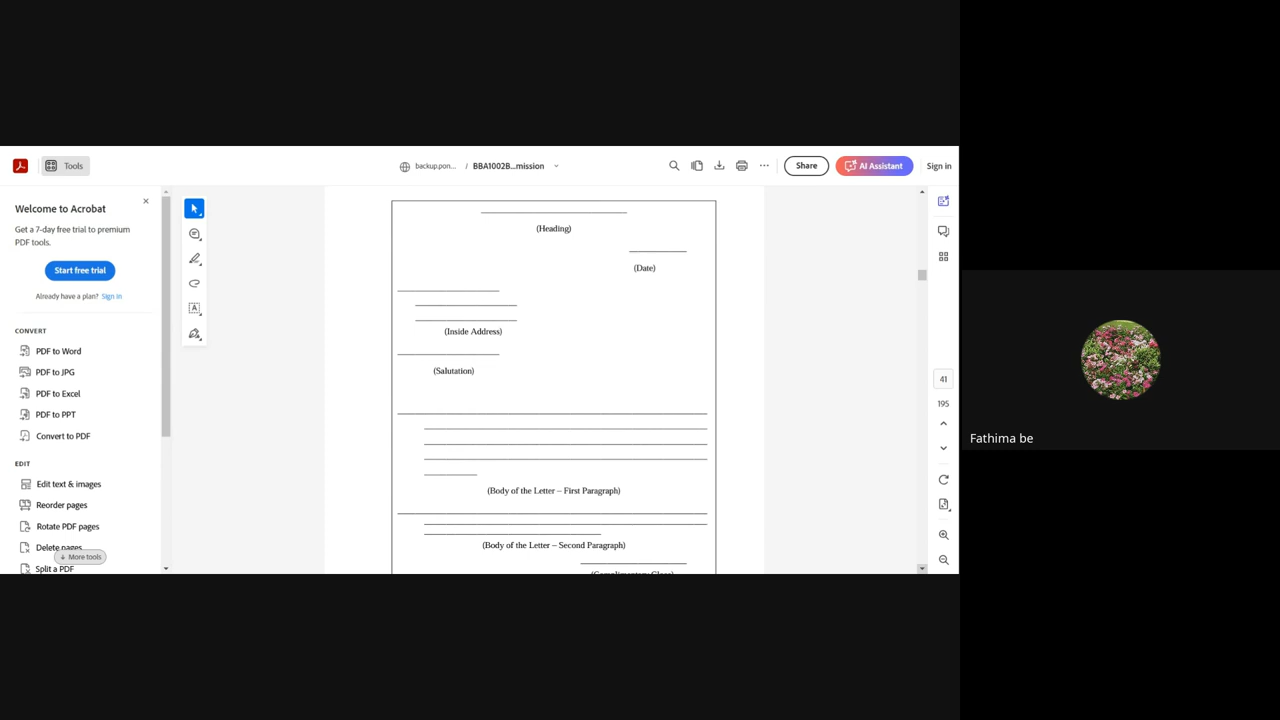 Tools
backup.pon... / BBA1002B...mission
Share
AI Assistant
Sign in
Welcome to Acrobat
Get a 7-day free trial to premium
PDF tools.
Start free trial
Already have a plan? Sign in
CONVERT
PDF to Word
PDF to JPG
PDF to Excel
PDF to PPT
Convert to PDF
EDIT
Edit text & images
Reorder pages
Rotate PDF pages
Delete pages
More tools
Split a PDF
(Heading)
(Date)
(Inside Address)
(Salutation)
(Body of the Letter – First Paragraph)
(Body of the Letter – Second Paragraph)
(Complimentary Close)
41
195
Fathima be